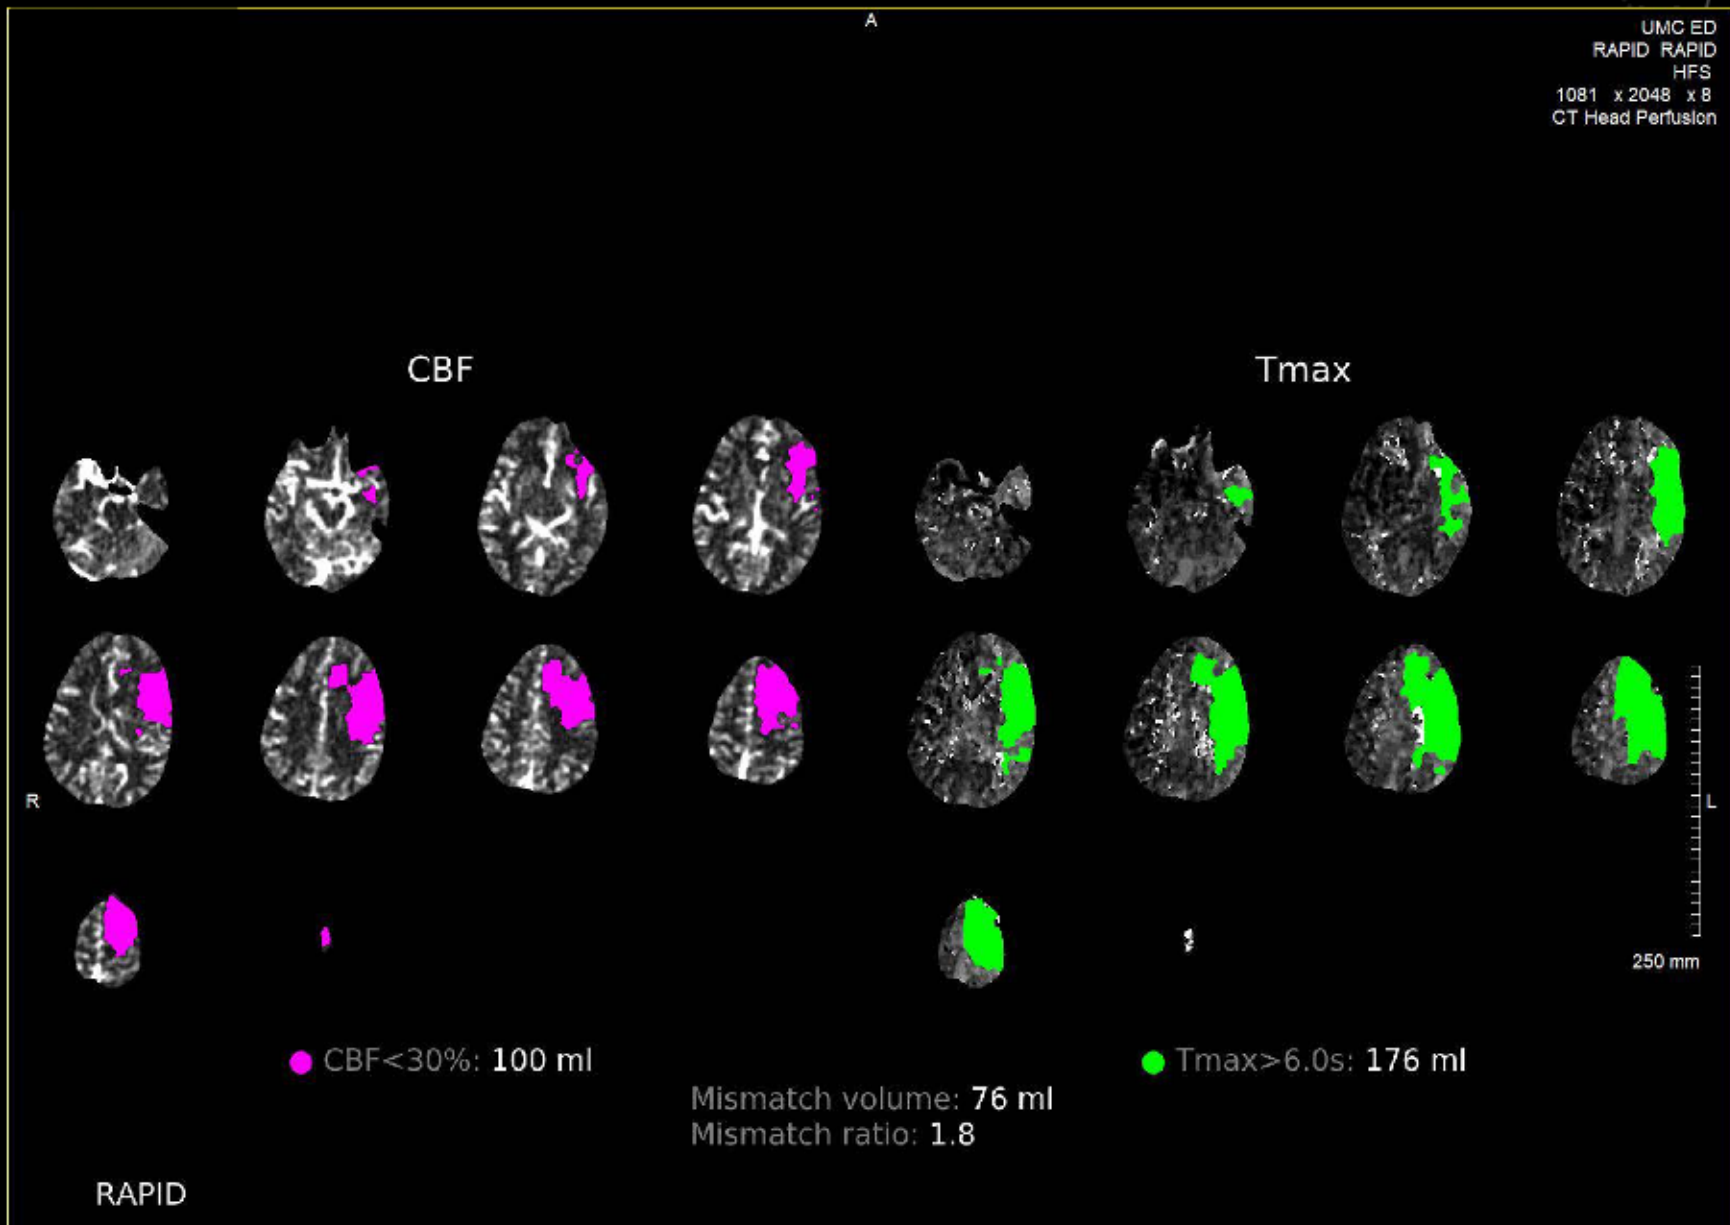 A
UMC ED
RAPID RAPID
HFS
1081 x 2048 x 8
CT Head Perfusion
CBF
Tmax
R
L
250 mm
CBF<30%: 100 ml
Tmax>6.0s: 176 ml
Mismatch volume: 76 ml
Mismatch ratio: 1.8
RAPID